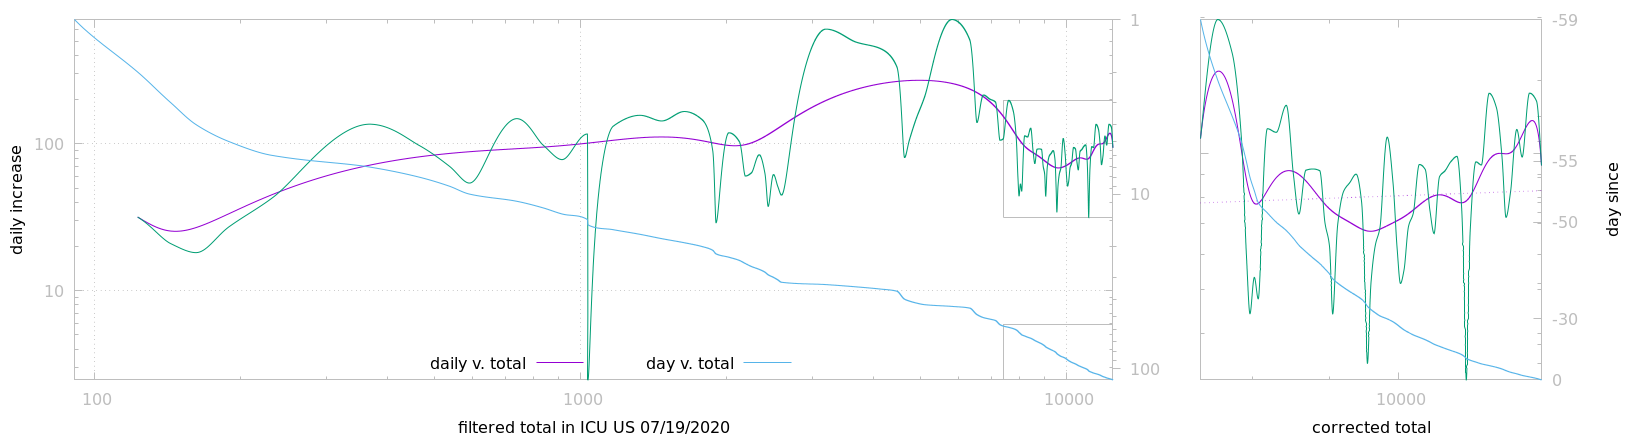 1
-59
100
daily increase
10
-55
day since
-50
10
-30
daily v. total
day v. total
100
0
100
1000
10000
10000
filtered total in ICU US 07/19/2020
corrected total